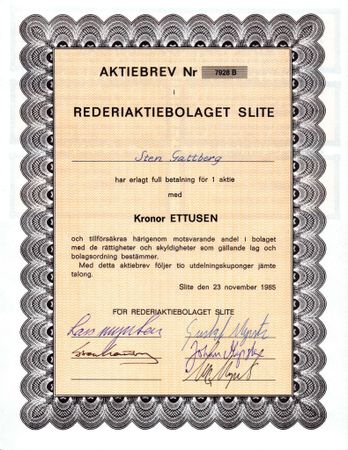 AKTIEBREV Nr 7928 B
i
REDERIAKTIEBOLAGET SLITE
Sten Gattberg
har erlagt full betalning för 1 aktie
med
Kronor ETTUSEN
och tillförsäkras härigenom motsvarande andel i bolaget
med de rättigheter och skyldigheter som gällande lag och
bolagsordning bestämmer.
Med detta aktiebrev följer tio utdelningskuponger jämte
talong.
Slite den 23 november 1985
FÖR REDERIAKTIEBOLAGET SLITE